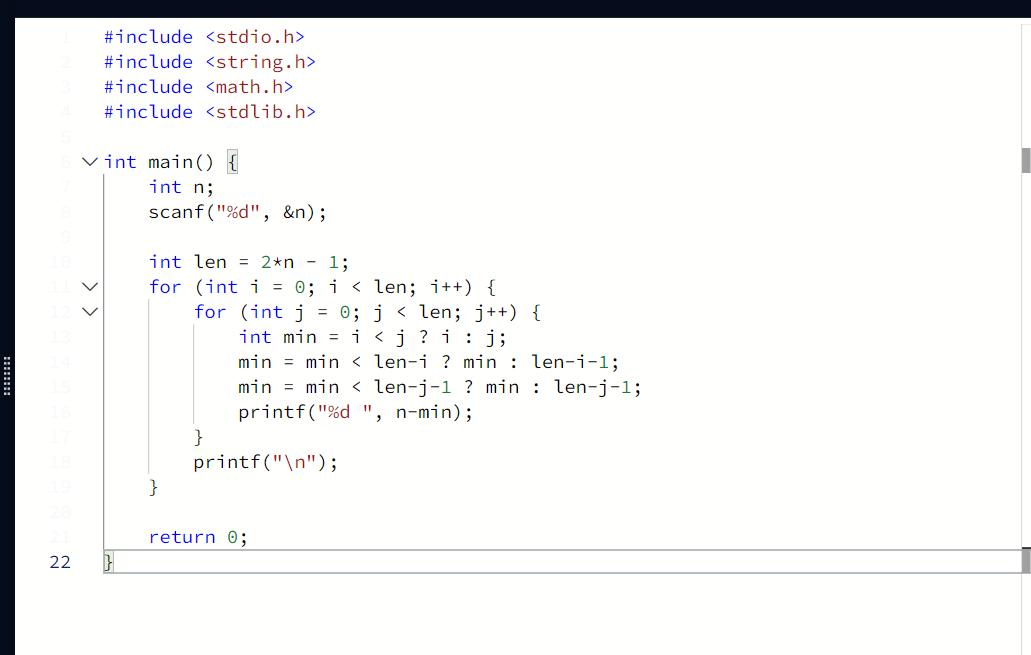 1 #include <stdio.h>
2 #include <string.h>
3 #include <math.h>
4 #include <stdlib.h>
5
6 int main() {
7     int n;
8     scanf("%d", &n);
9
10     int len = 2*n - 1;
11     for (int i = 0; i < len; i++) {
12         for (int j = 0; j < len; j++) {
13             int min = i < j ? i : j;
14             min = min < len-i ? min : len-i-1;
15             min = min < len-j-1 ? min : len-j-1;
16             printf("%d ", n-min);
17         }
18         printf("\n");
19     }
20
21     return 0;
22 }